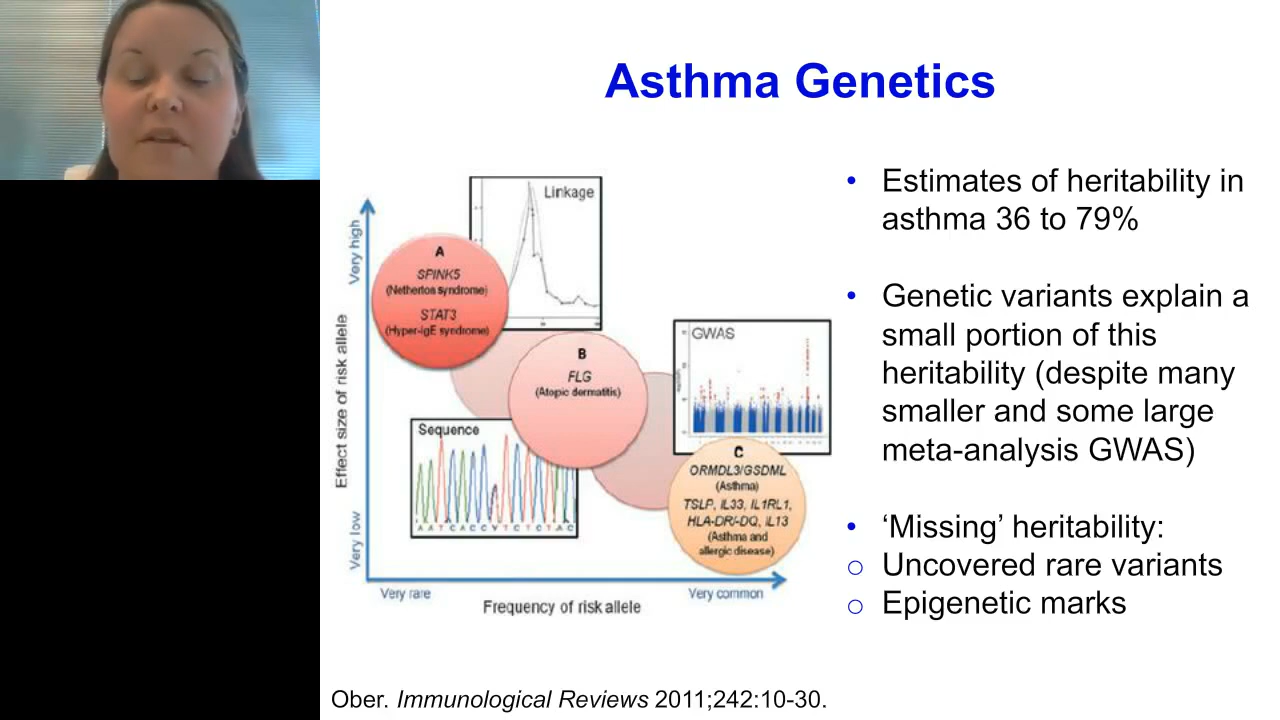 Asthma Genetics
Linkage
Very high
A
SPINK5
(Netherton syndrome)
STAT3
(Hyper-IgE syndrome)
Effect size of risk allele
B
FLG
(Atopic dermatitis)
GWAS
Sequence
A A T C A C C Y T C T C T A C
C
ORMDL3/GSDML
(Asthma)
TSLP, IL33, IL1RL1,
HLA-DR/-DQ, IL13
(Asthma and
allergic disease)
Very low
Very rare
Very common
Frequency of risk allele
• Estimates of heritability in
asthma 36 to 79%
• Genetic variants explain a
small portion of this
heritability (despite many
smaller and some large
meta-analysis GWAS)
• ‘Missing’ heritability:
o Uncovered rare variants
o Epigenetic marks
Ober. Immunological Reviews 2011;242:10-30.